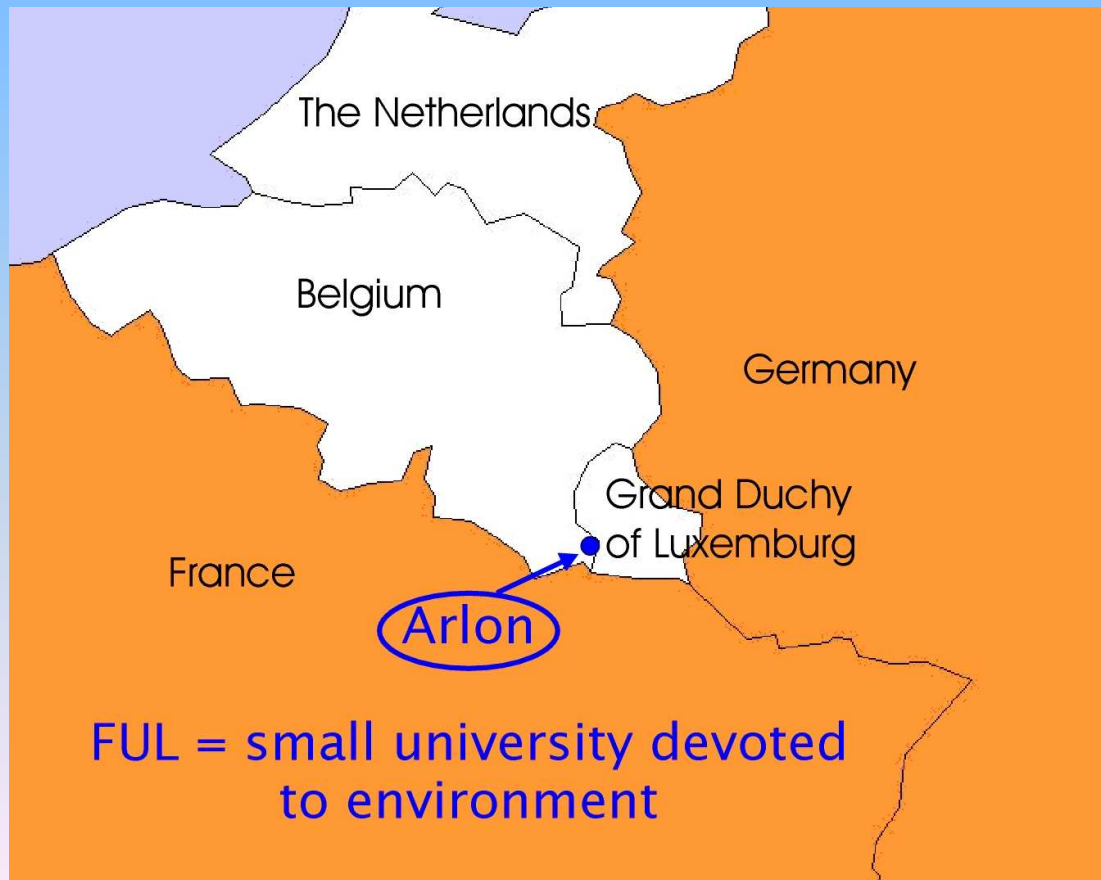 The Netherlands
Belgium
Germany
Grand Duchy
of Luxemburg
France
Arlon
FUL = small university devoted
to environment